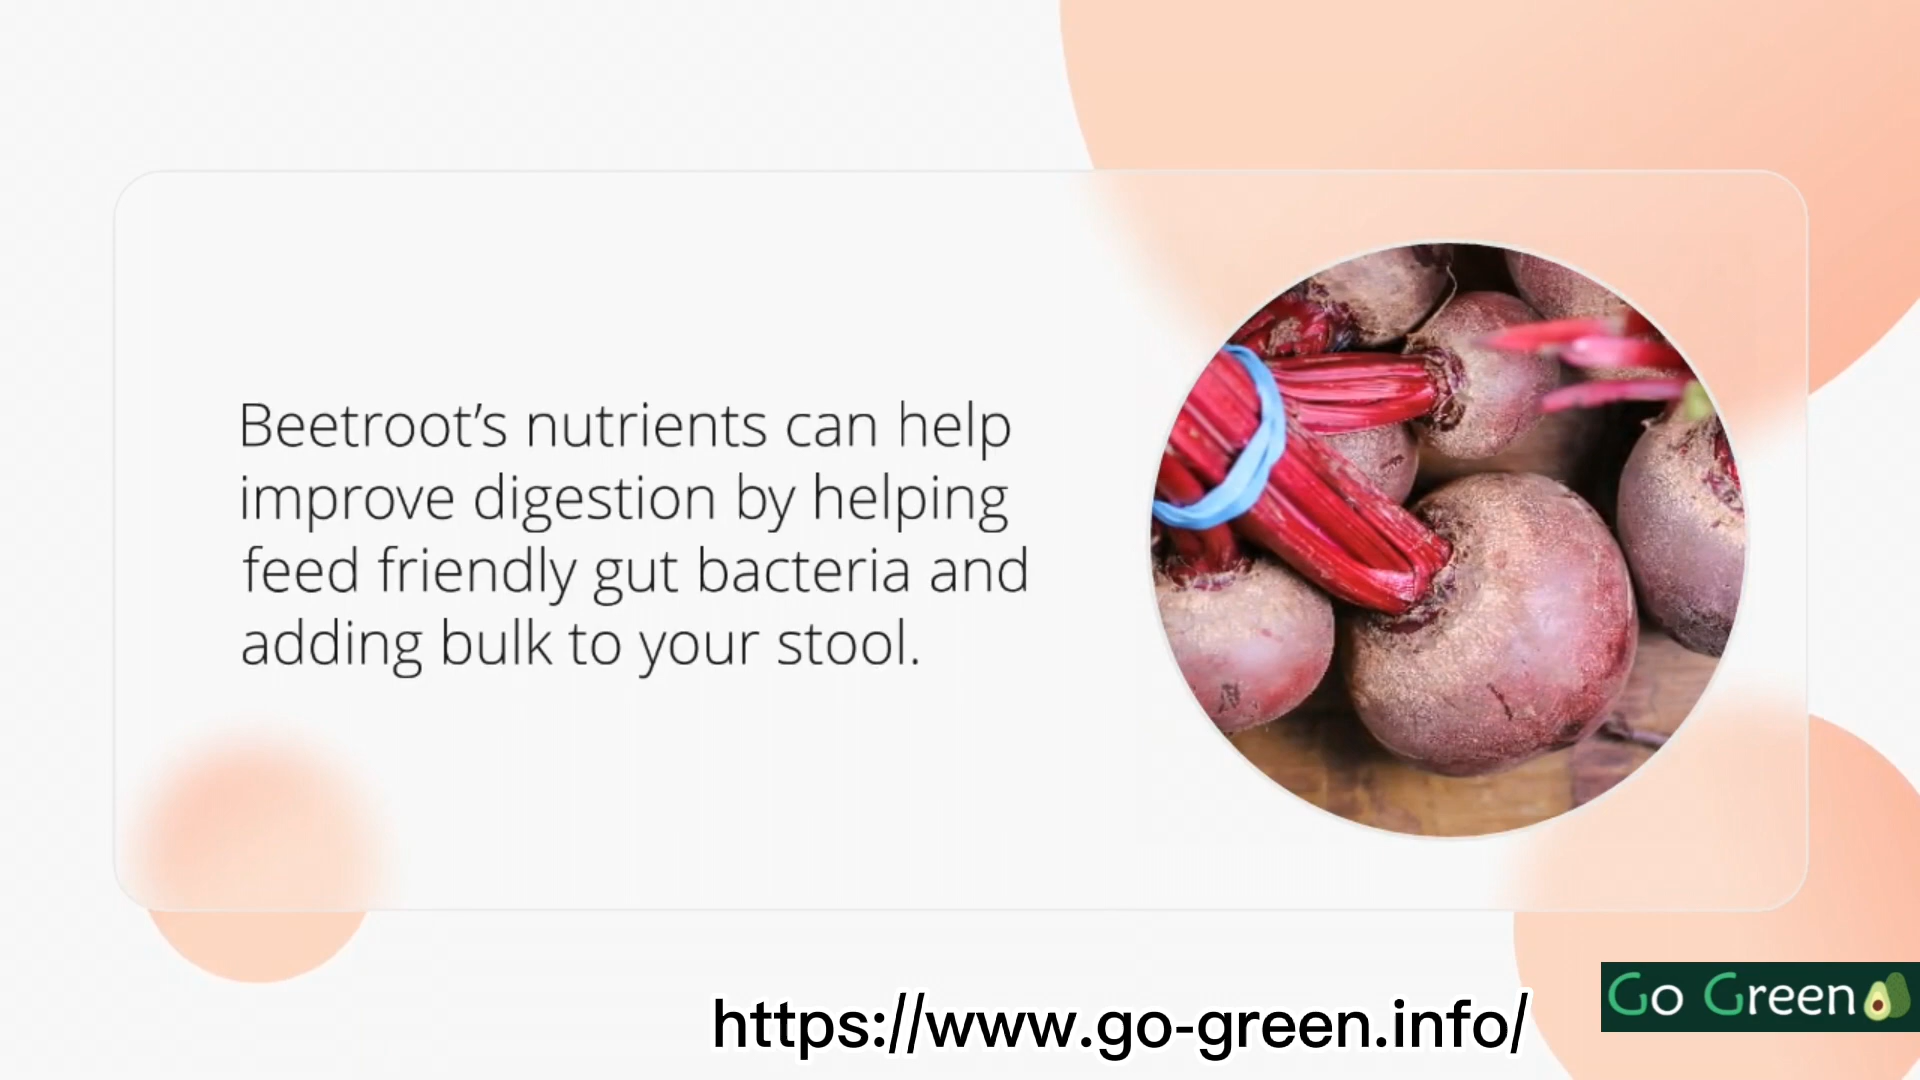 Beetroot’s nutrients can help
improve digestion by helping
feed friendly gut bacteria and
adding bulk to your stool.
https://www.go-green.info/
Go Green